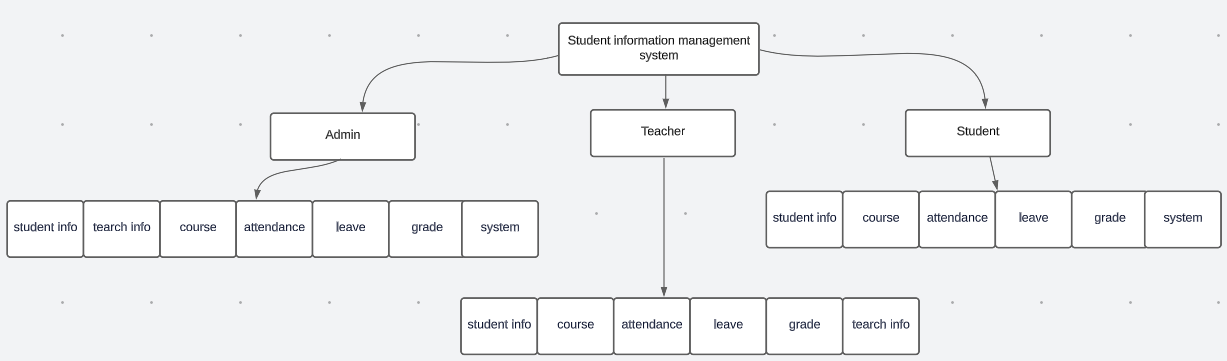 Student information management
system
Admin
Teacher
Student
student info
tearch info
course
attendance
leave
grade
system
student info
course
attendance
leave
grade
system
student info
course
attendance
leave
grade
tearch info